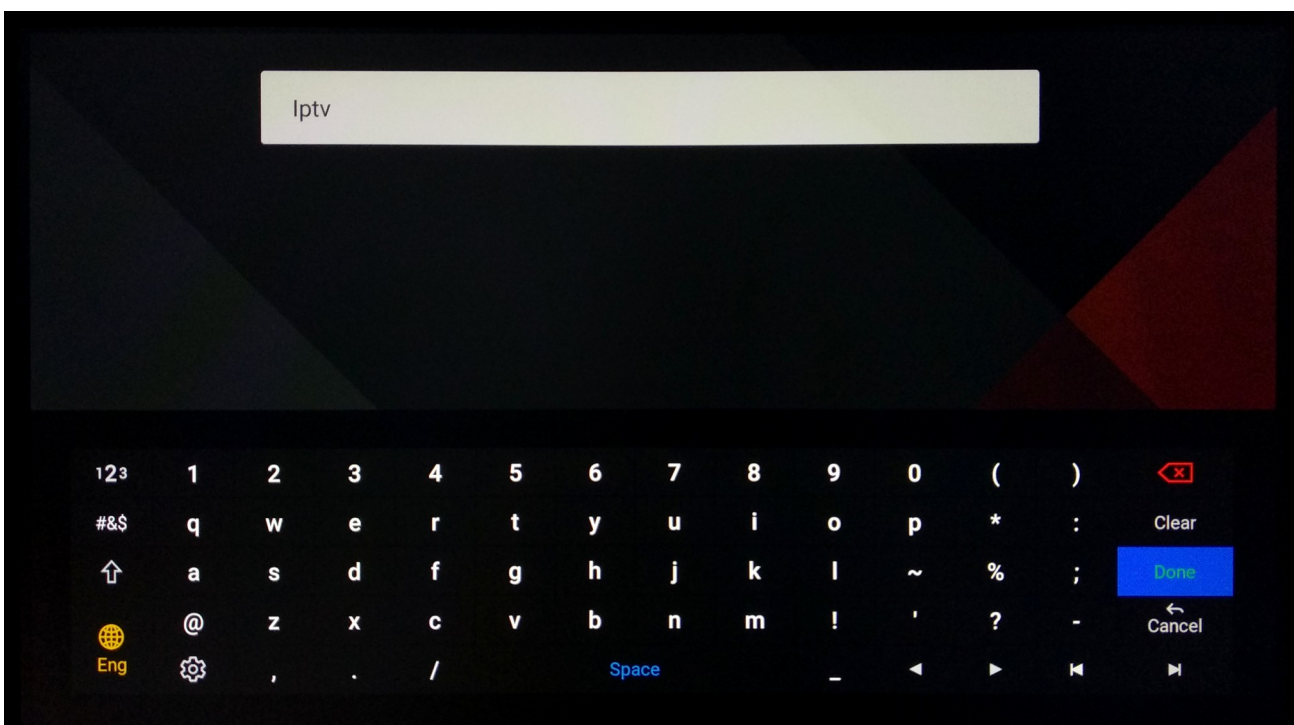 Iptv
123 1 2 3 4 5 6 7 8 9 0 ( )
#&$ q w e r t y u i o p * : Clear
a s d f g h j k l ~ % ; Done
@ z x c v b n m ! ' ? - Cancel
Eng , . / Space _